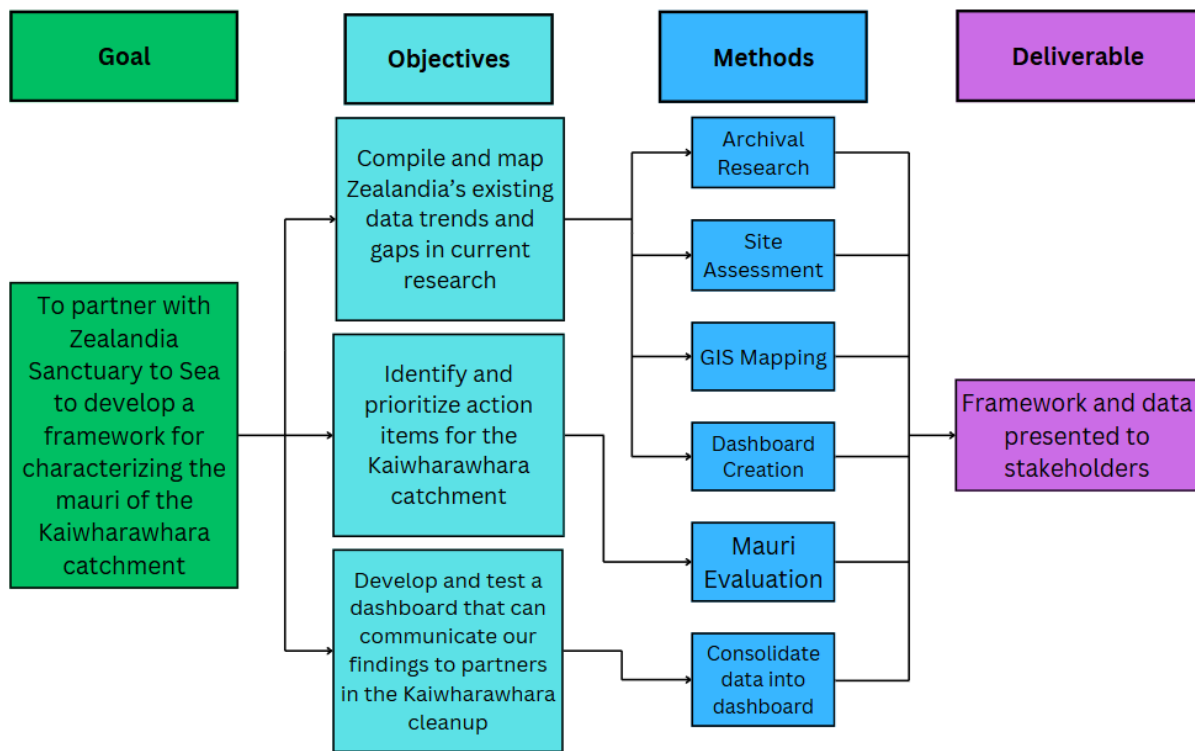 Goal
Objectives
Methods
Deliverable
To partner with
Zealandia
Sanctuary to Sea
to develop a
framework for
characterizing the
mauri of the
Kaiwharawhara
catchment
Compile and map
Zealandia’s existing
data trends and
gaps in current
research
Identify and
prioritize action
items for the
Kaiwharawhara
catchment
Develop and test a
dashboard that can
communicate our
findings to partners
in the Kaiwharawhara
cleanup
Archival
Research
Site
Assessment
GIS Mapping
Dashboard
Creation
Mauri
Evaluation
Consolidate
data into
dashboard
Framework and data
presented to
stakeholders